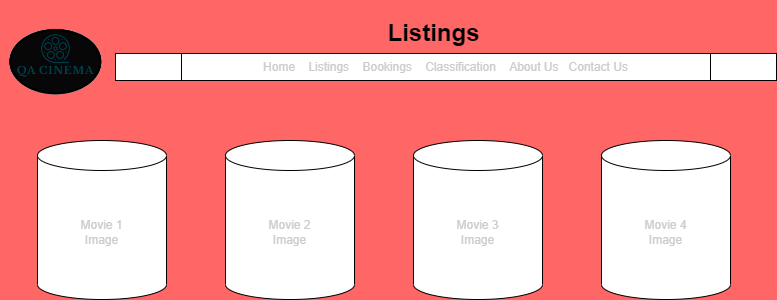 Listings
QA CINEMA
Home Listings Bookings Classification About Us Contact Us
Movie 1
Image
Movie 2
Image
Movie 3
Image
Movie 4
Image